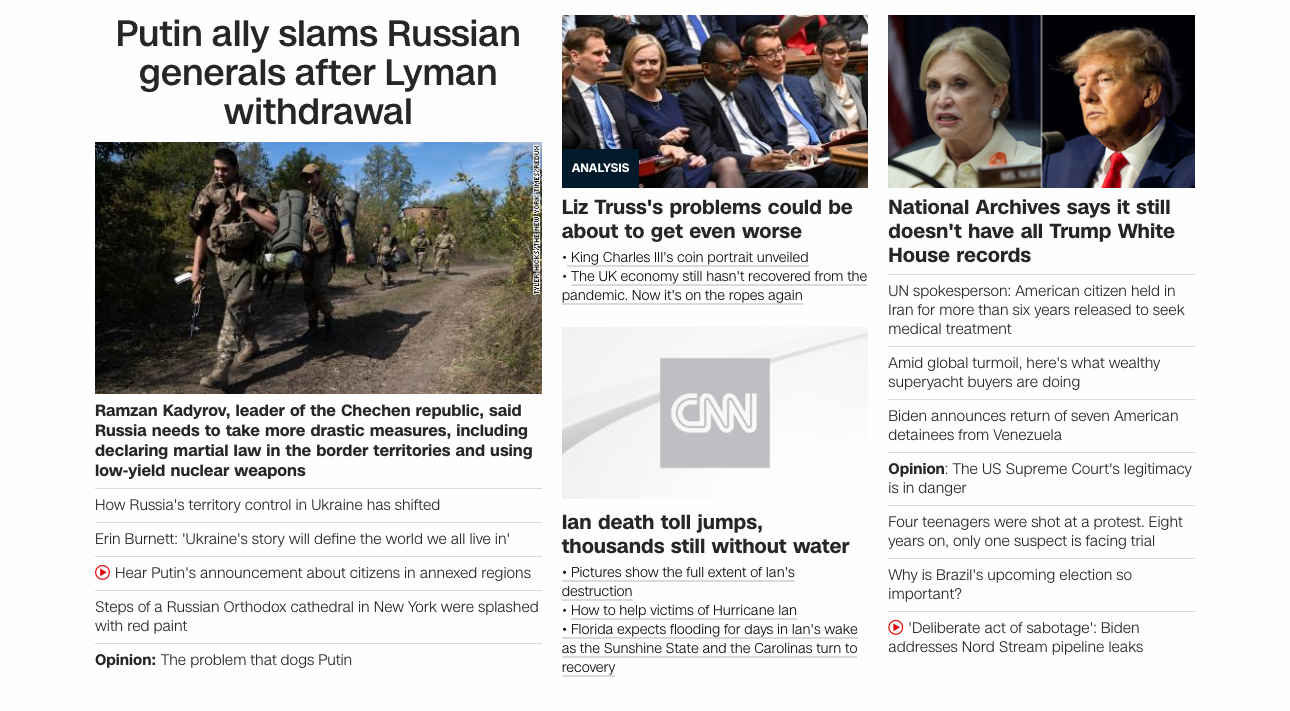 Putin ally slams Russian
generals after Lyman
withdrawal
TYLER HICKS/THE NEW YORK TIMES/REDUX
Ramzan Kadyrov, leader of the Chechen republic, said
Russia needs to take more drastic measures, including
declaring martial law in the border territories and using
low-yield nuclear weapons
How Russia's territory control in Ukraine has shifted
Erin Burnett: 'Ukraine's story will define the world we all live in'
Hear Putin's announcement about citizens in annexed regions
Steps of a Russian Orthodox cathedral in New York were splashed
with red paint
Opinion: The problem that dogs Putin
ANALYSIS
Liz Truss's problems could be
about to get even worse
• King Charles III's coin portrait unveiled
• The UK economy still hasn't recovered from the
pandemic. Now it's on the ropes again
CNN
Ian death toll jumps,
thousands still without water
• Pictures show the full extent of Ian's
destruction
• How to help victims of Hurricane Ian
• Florida expects flooding for days in Ian's wake
as the Sunshine State and the Carolinas turn to
recovery
National Archives says it still
doesn't have all Trump White
House records
UN spokesperson: American citizen held in
Iran for more than six years released to seek
medical treatment
Amid global turmoil, here's what wealthy
superyacht buyers are doing
Biden announces return of seven American
detainees from Venezuela
Opinion: The US Supreme Court's legitimacy
is in danger
Four teenagers were shot at a protest. Eight
years on, only one suspect is facing trial
Why is Brazil's upcoming election so
important?
'Deliberate act of sabotage': Biden
addresses Nord Stream pipeline leaks